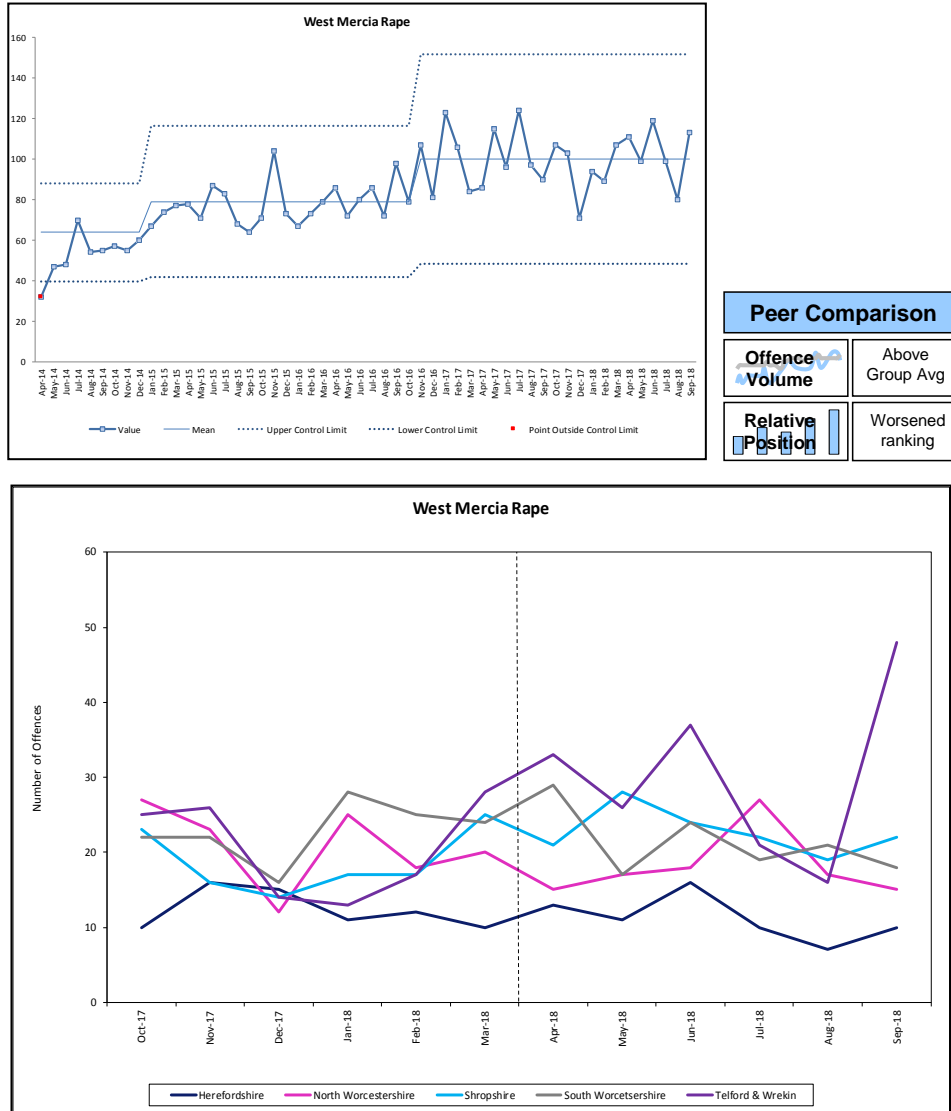 West Mercia Rape
160
140
120
100
80
60
40
20
0
Apr-14 May-14 Jun-14 Jul-14 Aug-14 Sep-14 Oct-14 Nov-14 Dec-14 Jan-15 Feb-15 Mar-15 Apr-15 May-15 Jun-15 Jul-15 Aug-15 Sep-15 Oct-15 Nov-15 Dec-15 Jan-16 Feb-16 Mar-16 Apr-16 May-16 Jun-16 Jul-16 Aug-16 Sep-16 Oct-16 Nov-16 Dec-16 Jan-17 Feb-17 Mar-17 Apr-17 May-17 Jun-17 Jul-17 Aug-17 Sep-17 Oct-17 Nov-17 Dec-17 Jan-18 Feb-18 Mar-18 Apr-18 May-18 Jun-18 Jul-18 Aug-18 Sep-18
Value Mean Upper Control Limit Lower Control Limit Point Outside Control Limit
Peer Comparison
Offence
Volume
Above
Group Avg
Relative
Position
Worsened
ranking
West Mercia Rape
Number of Offences
60
50
40
30
20
10
0
Oct-17 Nov-17 Dec-17 Jan-18 Feb-18 Mar-18 Apr-18 May-18 Jun-18 Jul-18 Aug-18 Sep-18
Herefordshire North Worcestershire Shropshire South Worcetsershire Telford & Wrekin